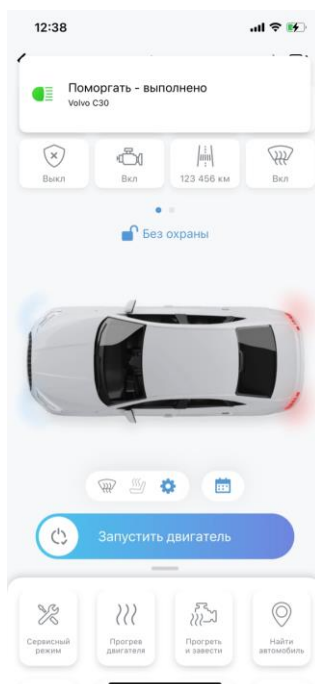 12:38
Поморгать - выполнено
Volvo C30
Выкл
Вкл
123 456 км
Вкл
Без охраны
Запустить двигатель
Сервисный
режим
Прогрев
двигателя
Прогреть
и завести
Найти
автомобиль